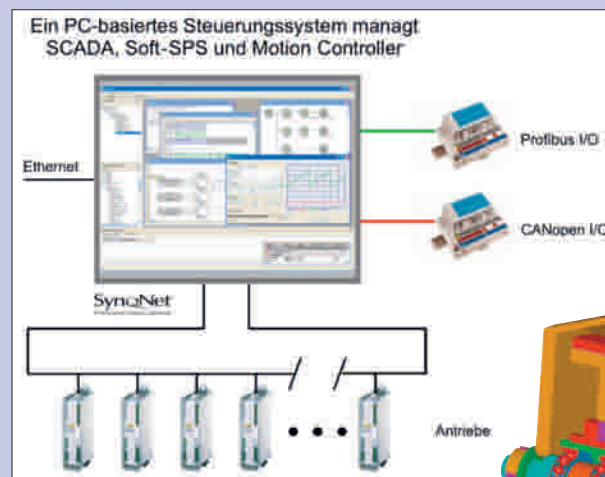 Ein PC-basiertes Steuerungssystem managt
SCADA, Soft-SPS und Motion Controller
Ethernet
Profibus I/O
CANopen I/O
SynqNet
Antriebe